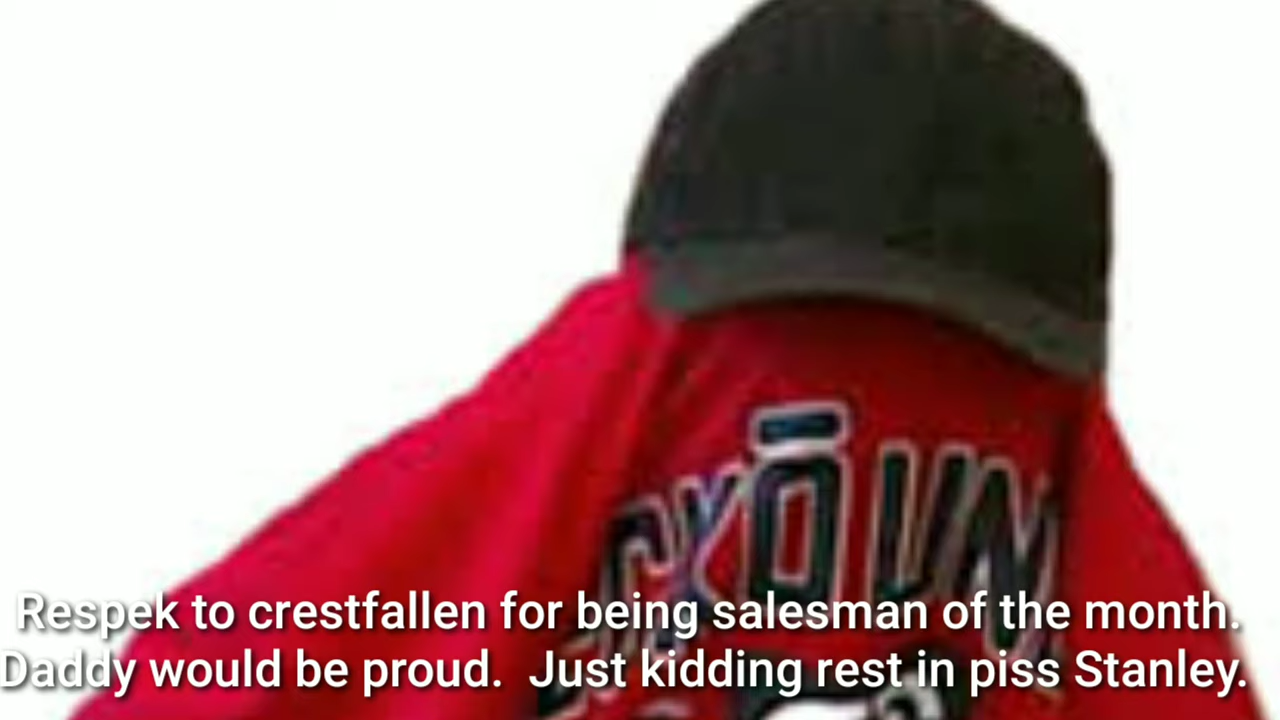 Respek to crestfallen for being salesman of the month.
Daddy would be proud. Just kidding rest in piss Stanley.